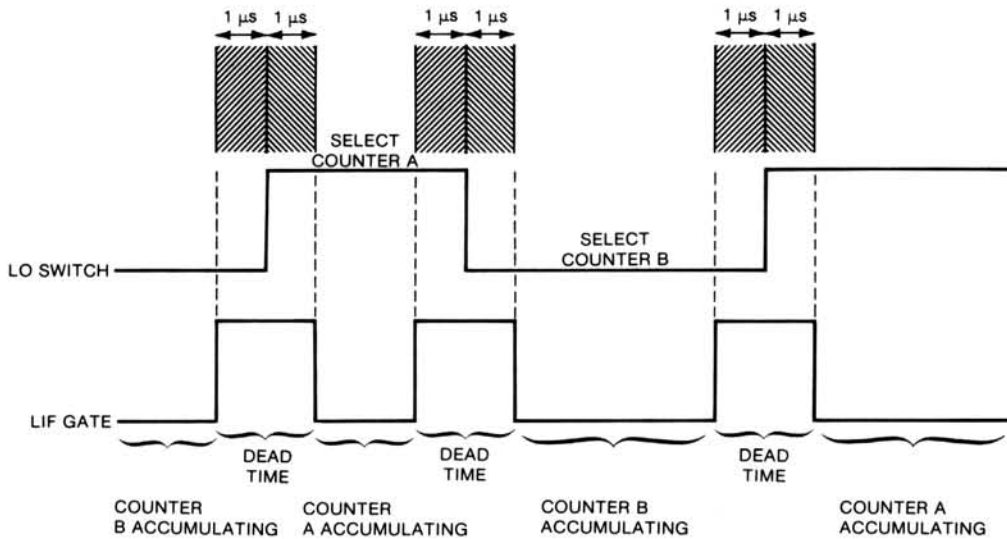 1 μs 1 μs 1 μs 1 μs 1 μs 1 μs
SELECT
COUNTER A
SELECT
COUNTER B
LO SWITCH
LIF GATE
DEAD
TIME
DEAD
TIME
DEAD
TIME
COUNTER
B ACCUMULATING
COUNTER
A ACCUMULATING
COUNTER B
ACCUMULATING
COUNTER A
ACCUMULATING